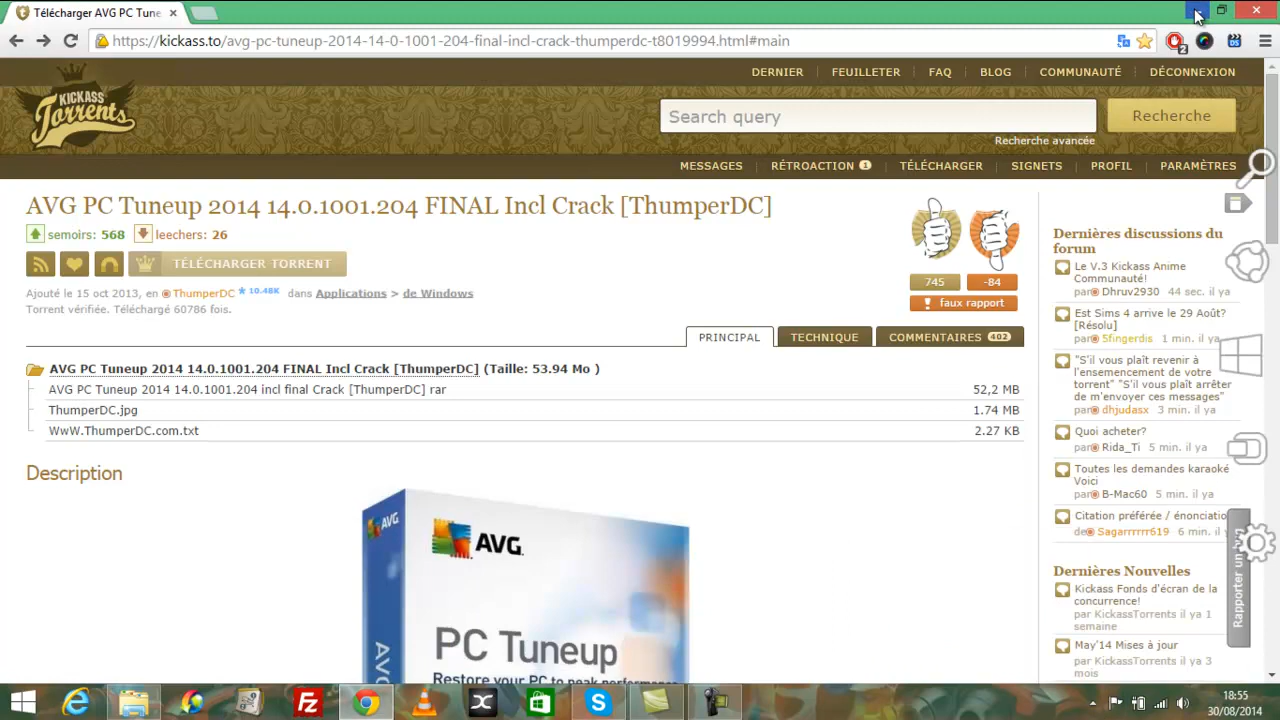 Télécharger AVG PC Tune
https://kickass.to/avg-pc-tuneup-2014-14-0-1001-204-final-incl-crack-thumperdc-t8019994.html#main
2
DERNIER FEUILLETER FAQ BLOG COMMUNAUTÉ DÉCONNEXION
KICKASS
Torrents
Search query
Recherche
Recherche avancée
MESSAGES RÉTROACTION 1 TÉLÉCHARGER SIGNETS PROFIL PARAMÈTRES
AVG PC Tuneup 2014 14.0.1001.204 FINAL Incl Crack [ThumperDC]
semoirs: 568 leechers: 26
TÉLÉCHARGER TORRENT
745 -84
faux rapport
Ajouté le 15 oct 2013, en ThumperDC 10.48K dans Applications > de Windows
Torrent vérifiée. Téléchargé 60786 fois.
PRINCIPAL TECHNIQUE COMMENTAIRES 402
AVG PC Tuneup 2014 14.0.1001.204 FINAL Incl Crack [ThumperDC] (Taille: 53.94 Mo )
AVG PC Tuneup 2014 14.0.1001.204 incl final Crack [ThumperDC] rar 52,2 MB
ThumperDC.jpg 1.74 MB
WwW.ThumperDC.com.txt 2.27 KB
Description
AVG
AVG.
AVG
PC Tuneup
Restore your PC to peak performance
Dernières discussions du
forum
Le V.3 Kickass Anime
Communauté!
par Dhruv2930 44 sec. il ya
Est Sims 4 arrive le 29 Août?
[Résolu]
par 5fingerdis 1 min. il ya
"S'il vous plaît revenir à
l'ensemencement de votre
torrent" "S'il vous plaît arrêter
de m'envoyer ces messages"
par dhjudasx 3 min. il ya
Quoi acheter?
par Rida_Ti 5 min. il ya
Toutes les demandes karaoké
Voici
par B-Mac60 5 min. il ya
Citation préférée / énonciatio
de Sagarrrrrr619 6 min. il ya
Dernières Nouvelles
Kickass Fonds d'écran de la
concurrence!
par KickassTorrents il ya 1
semaine
May'14 Mises à jour
par KickassTorrents il ya 3
mois
Rapporter un
18:55
30/08/2014